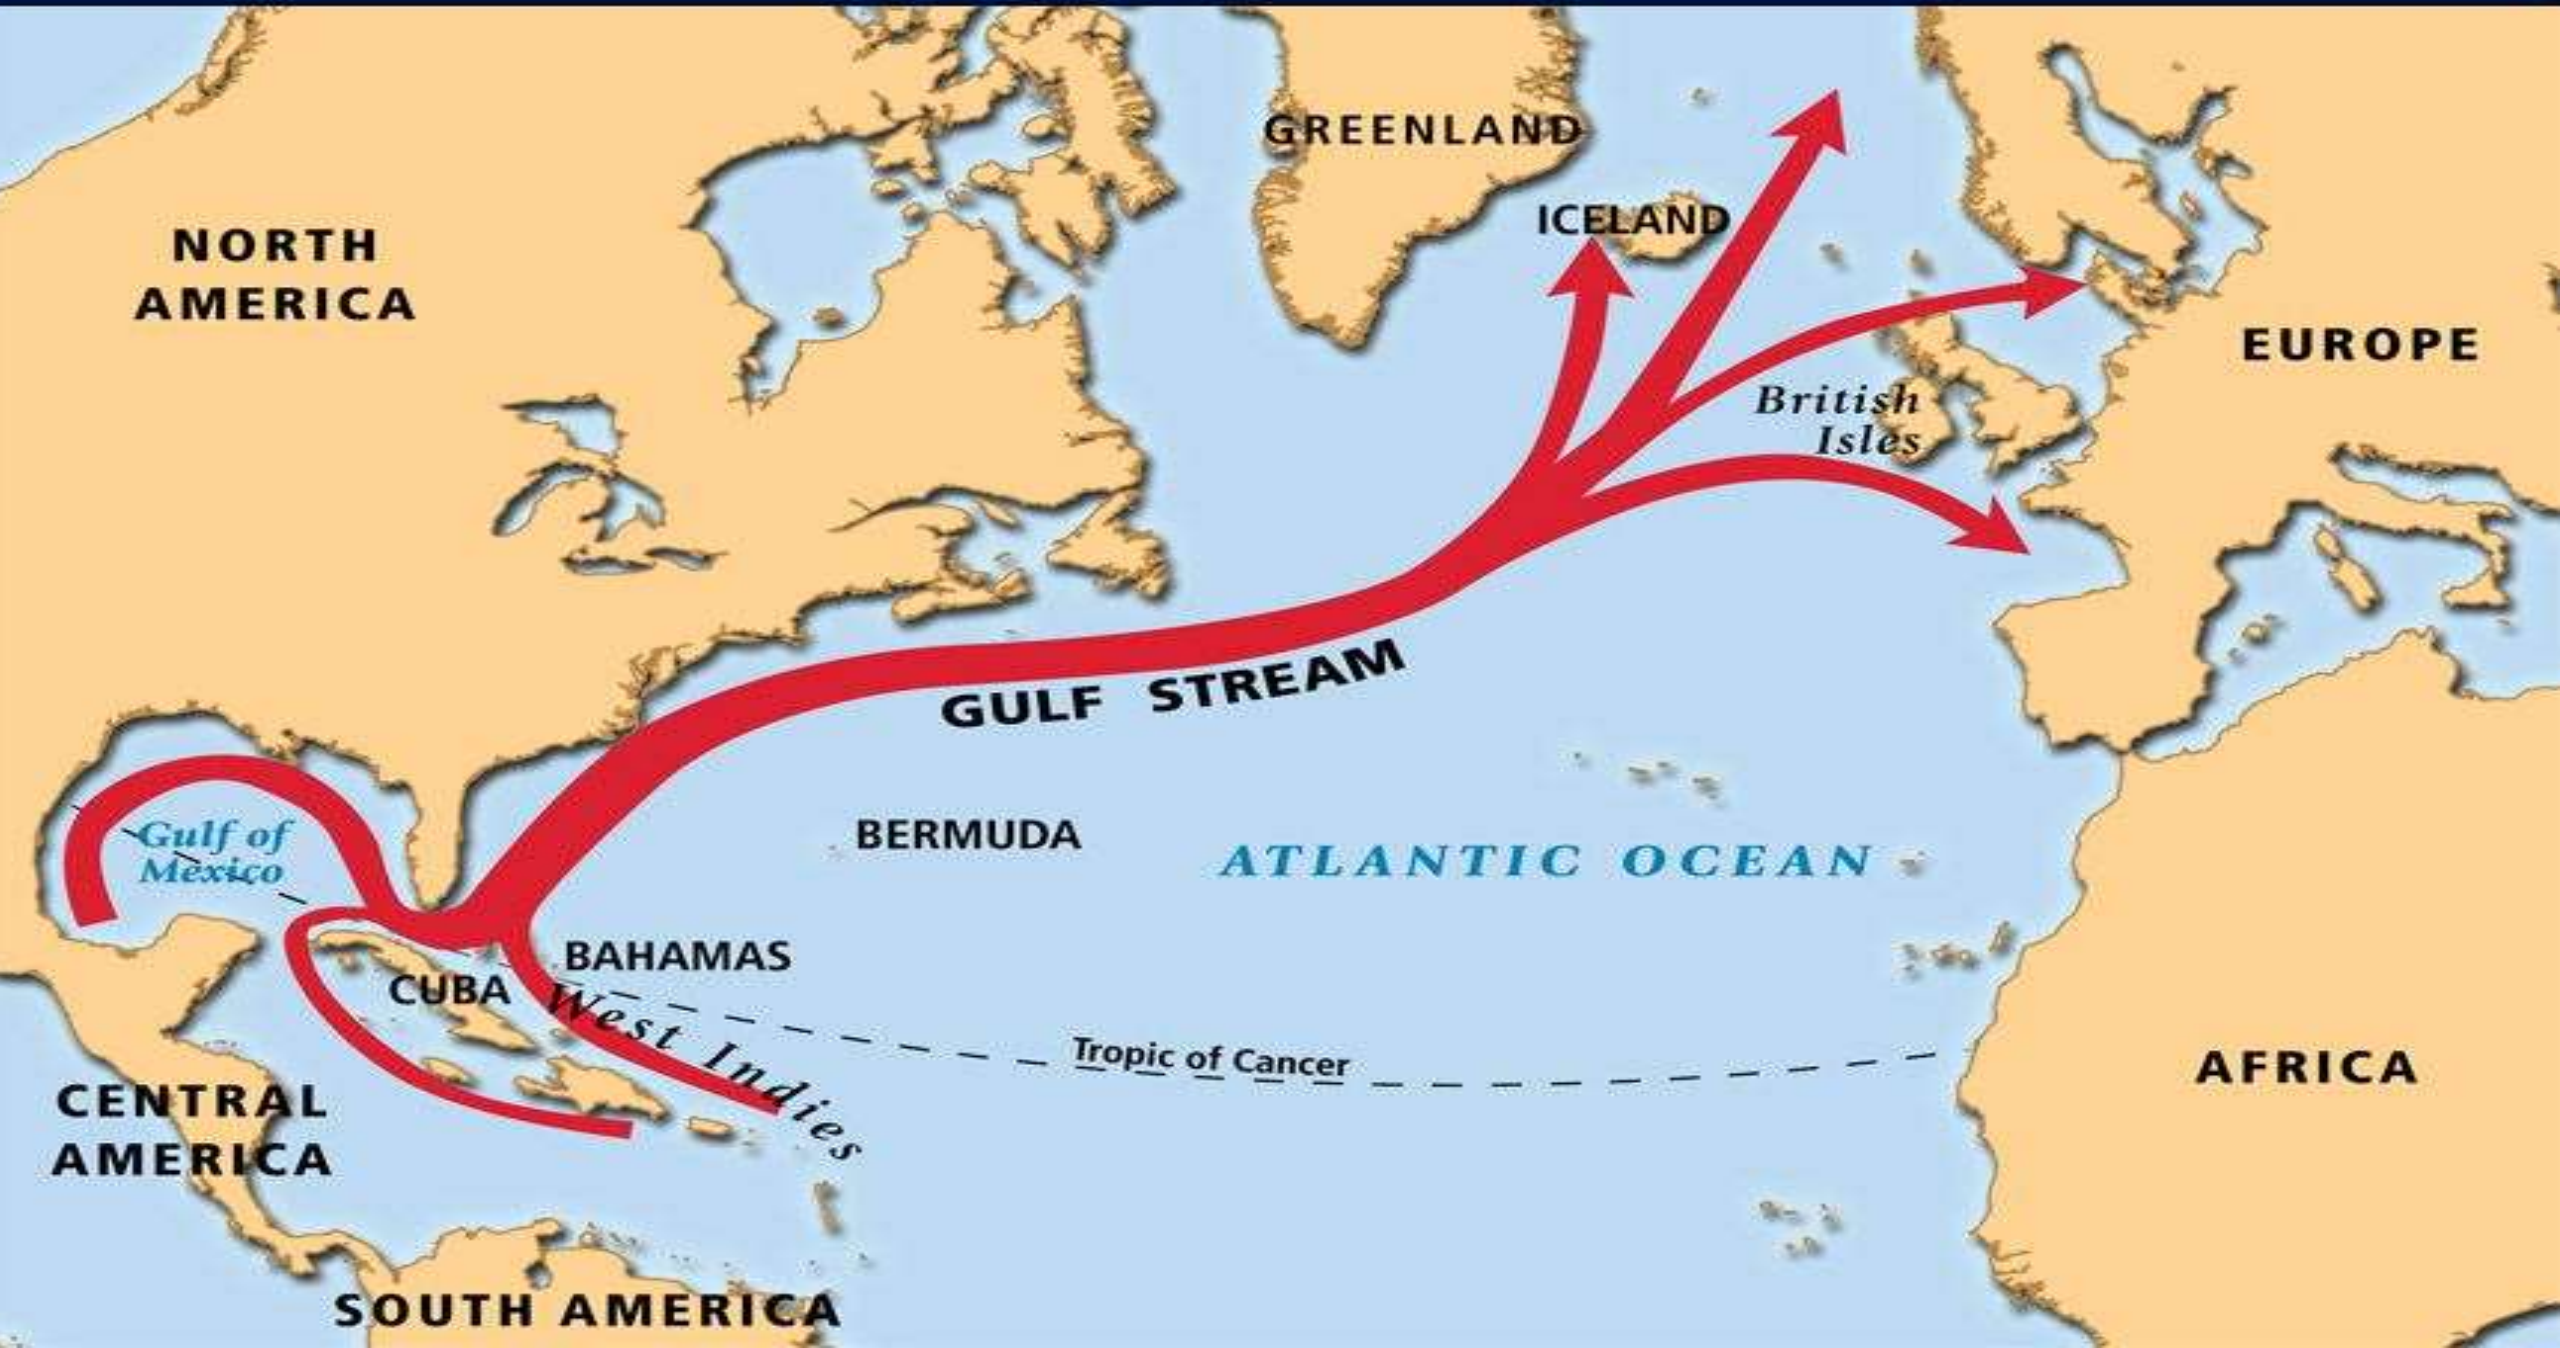 GREENLAND
ICELAND
NORTH
AMERICA
EUROPE
British
Isles
GULF STREAM
Gulf of
Mexico
BERMUDA
ATLANTIC OCEAN
BAHAMAS
CUBA
West Indies
Tropic of Cancer
AFRICA
CENTRAL
AMERICA
SOUTH AMERICA